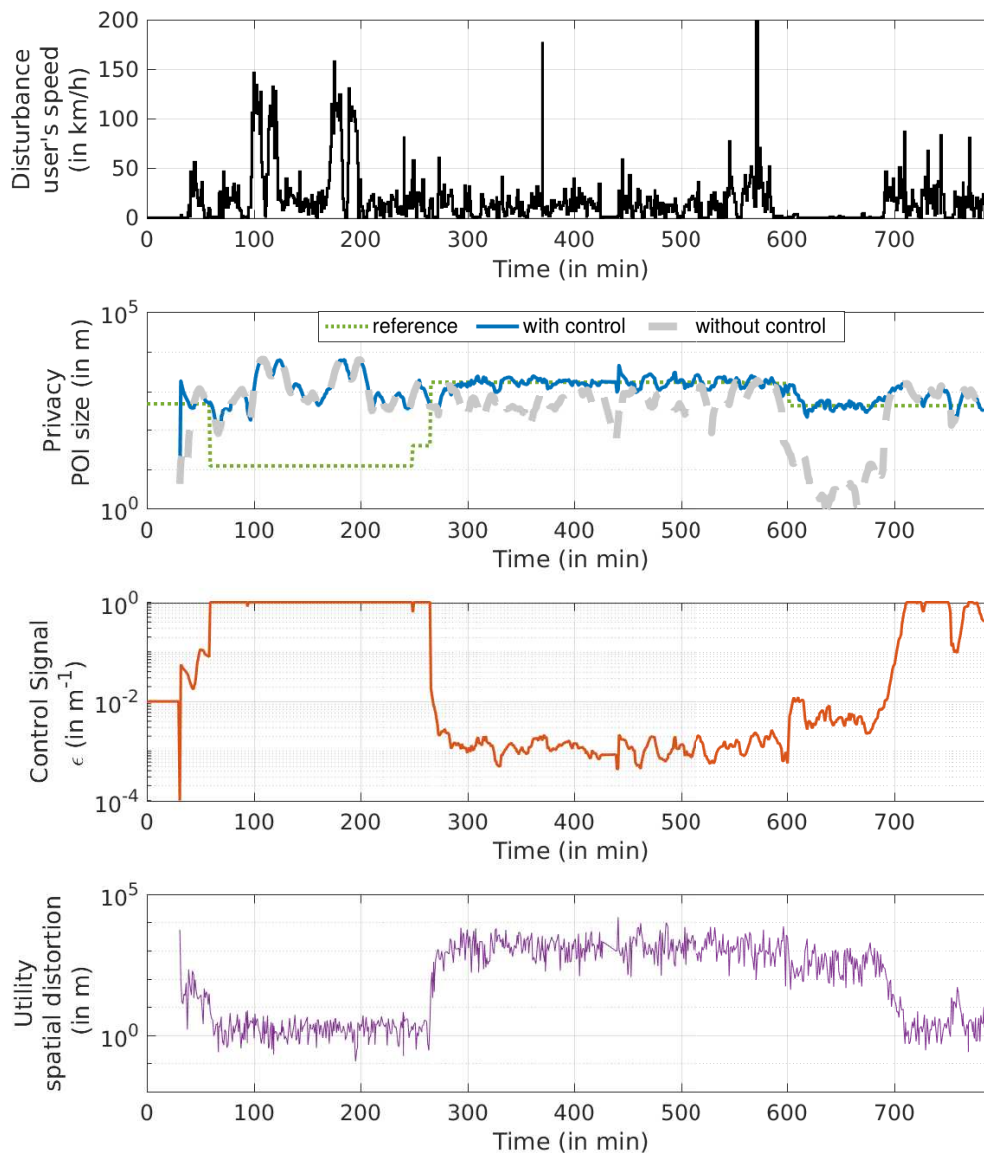 200
150
100
50
0
Disturbance
user's speed
(in km/h)
0 100 200 300 400 500 600 700
Time (in min)
reference with control without control
10^5
10^0
Privacy
POI size (in m)
0 100 200 300 400 500 600 700
Time (in min)
10^0
10^-2
10^-4
Control Signal
ϵ (in m^-1)
0 100 200 300 400 500 600 700
Time (in min)
10^5
10^0
Utility
spatial distortion
(in m)
0 100 200 300 400 500 600 700
Time (in min)